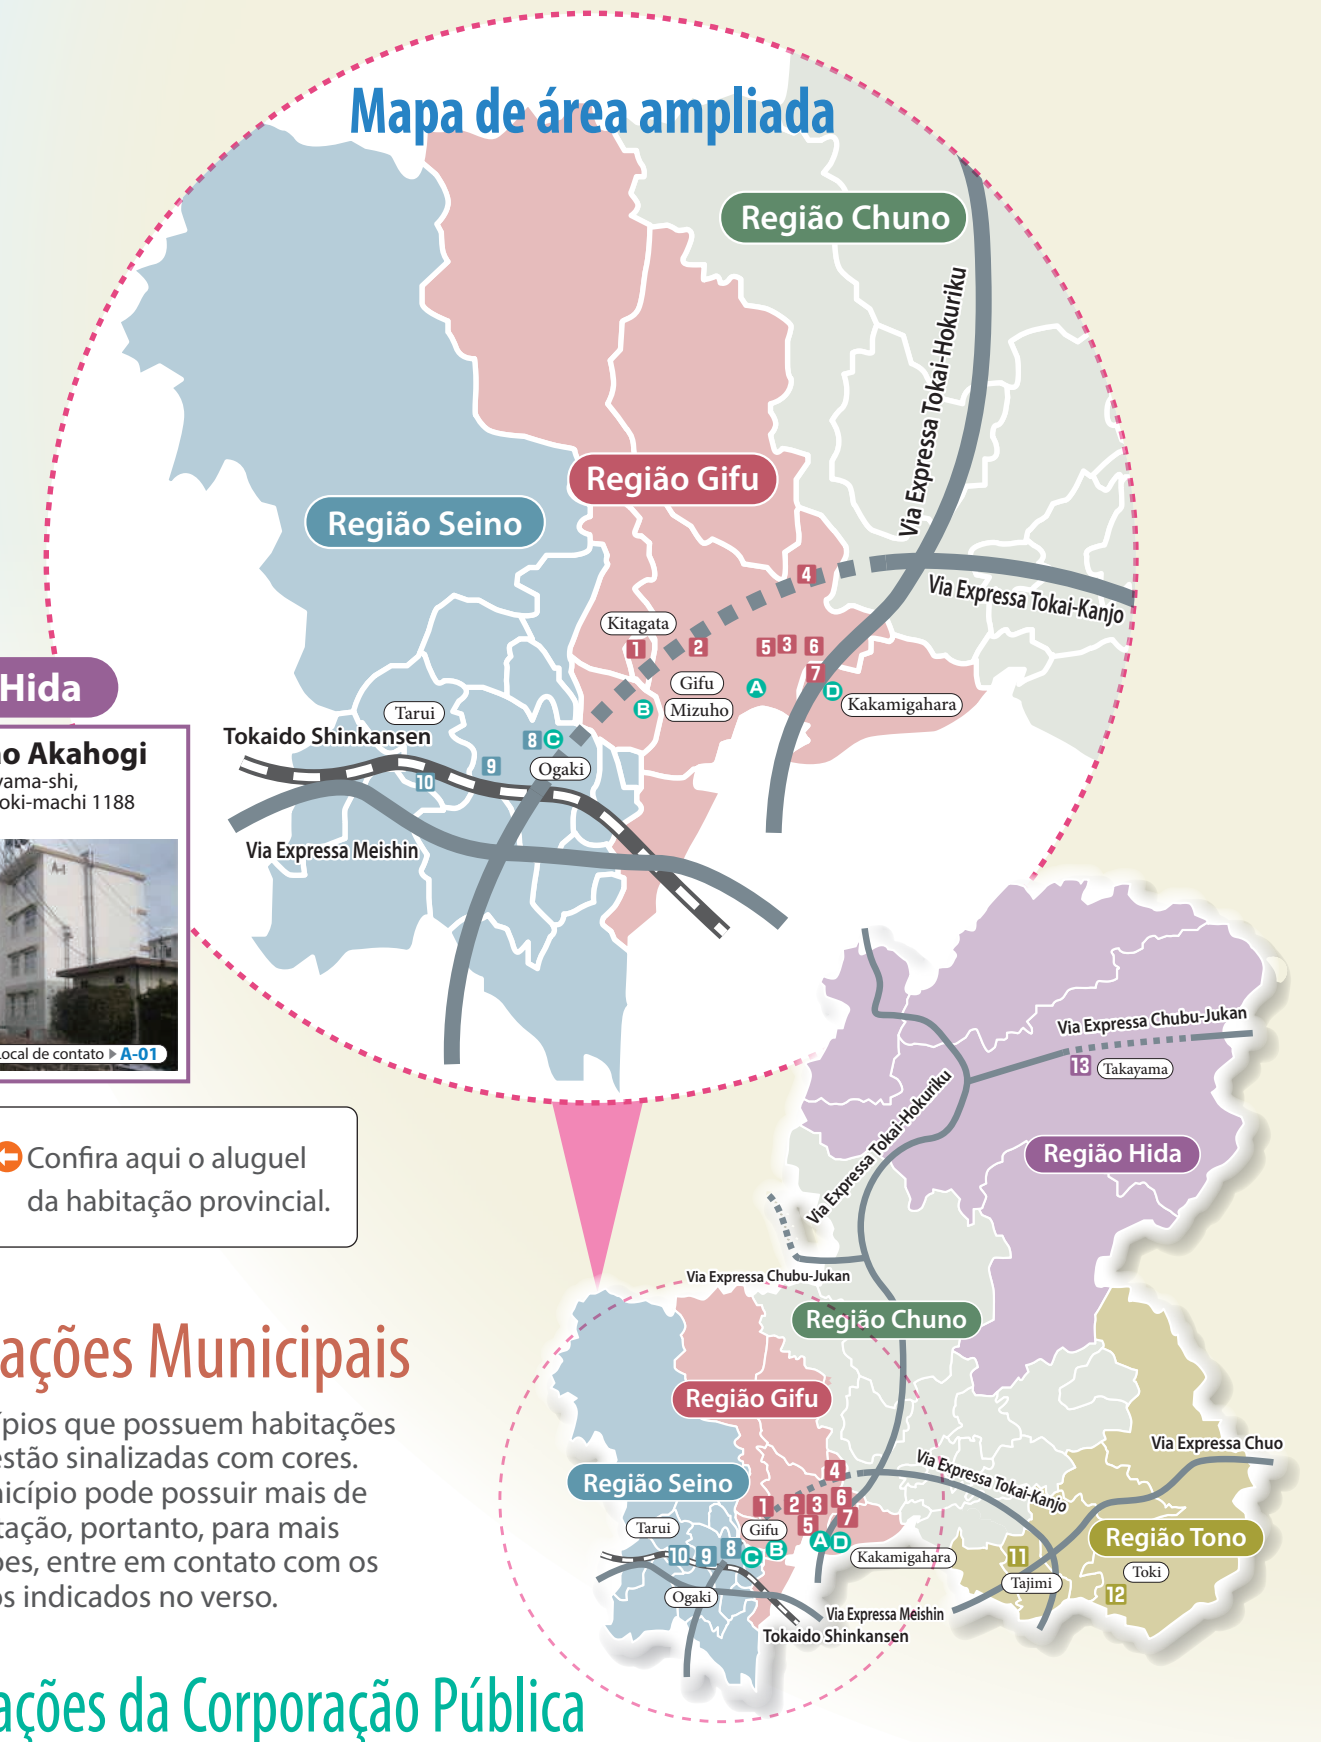 Mapa de área ampliada
Região Chuno
Via Expressa Tokai-Hokuriku
Região Gifu
Região Seino
4
Via Expressa Tokai-Kanjo
Kitagata
1
2
5
3
6
7
Gifu
A
D
B
Mizuho
Kakamigahara
Tarui
Tokaido Shinkansen
8
C
9
10
Ogaki
Via Expressa Meishin
Hida
Akahogi
yama-shi,
oki-machi 1188
A-1
Local de contato A-01
Confira aqui o aluguel
da habitação provincial.
Via Expressa Chubu-Jukan
13
Takayama
Via Expressa Tokai-Hokuriku
Região Hida
Via Expressa Chubu-Jukan
Região Chuno
Região Gifu
Via Expressa Chuo
Via Expressa Tokai-Kanjo
Região Seino
4
1
2
3
6
5
7
Tarui
Gifu
Região Tono
10
9
8
C
B
A
D
Kakamigahara
11
Toki
Tajimi
12
Ogaki
Via Expressa Meishin
Tokaido Shinkansen
ações Municipais
ípios que possuem habitações
estão sinalizadas com cores.
nicípio pode possuir mais de
tação, portanto, para mais
ões, entre em contato com os
os indicados no verso.
ações da Corporação Pública